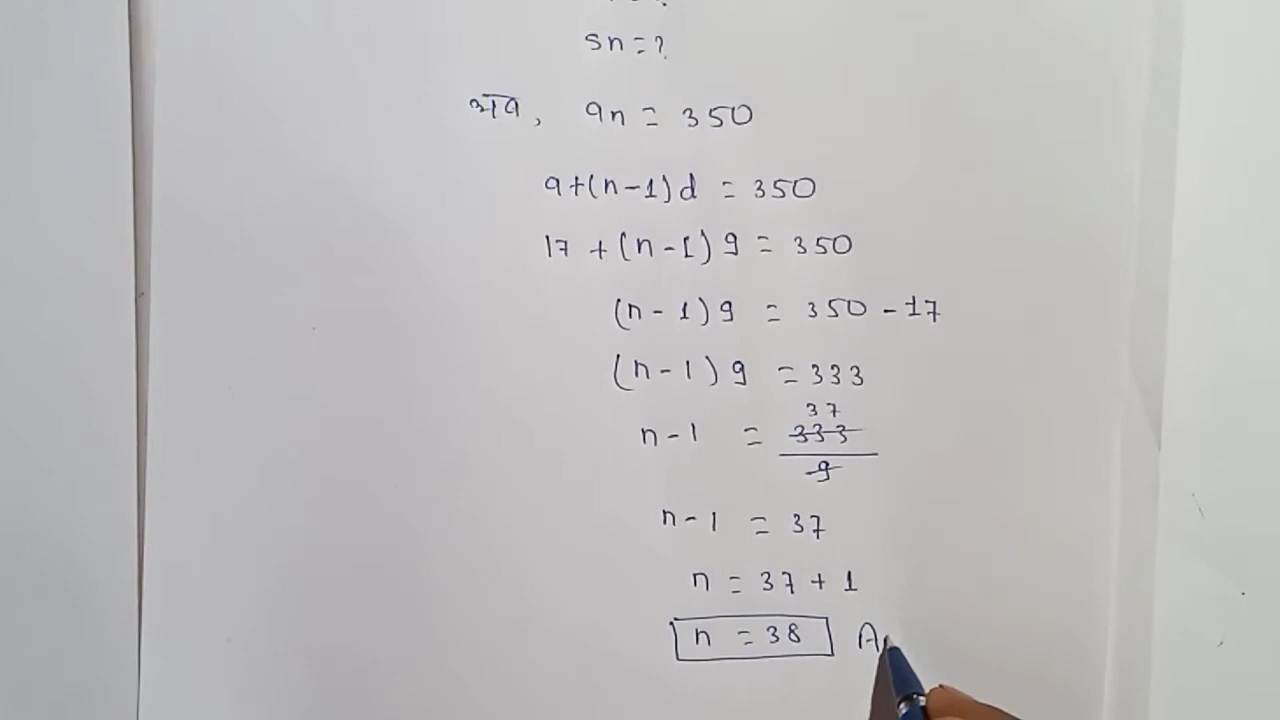 Sn = ?
अब, an = 350
a+(n-1)d = 350
17 + (n-1) 9 = 350
(n-1) 9 = 350 - 17
(n-1) 9 = 333
37
n-1 = 333
9
n-1 = 37
n = 37 + 1
n = 38 A